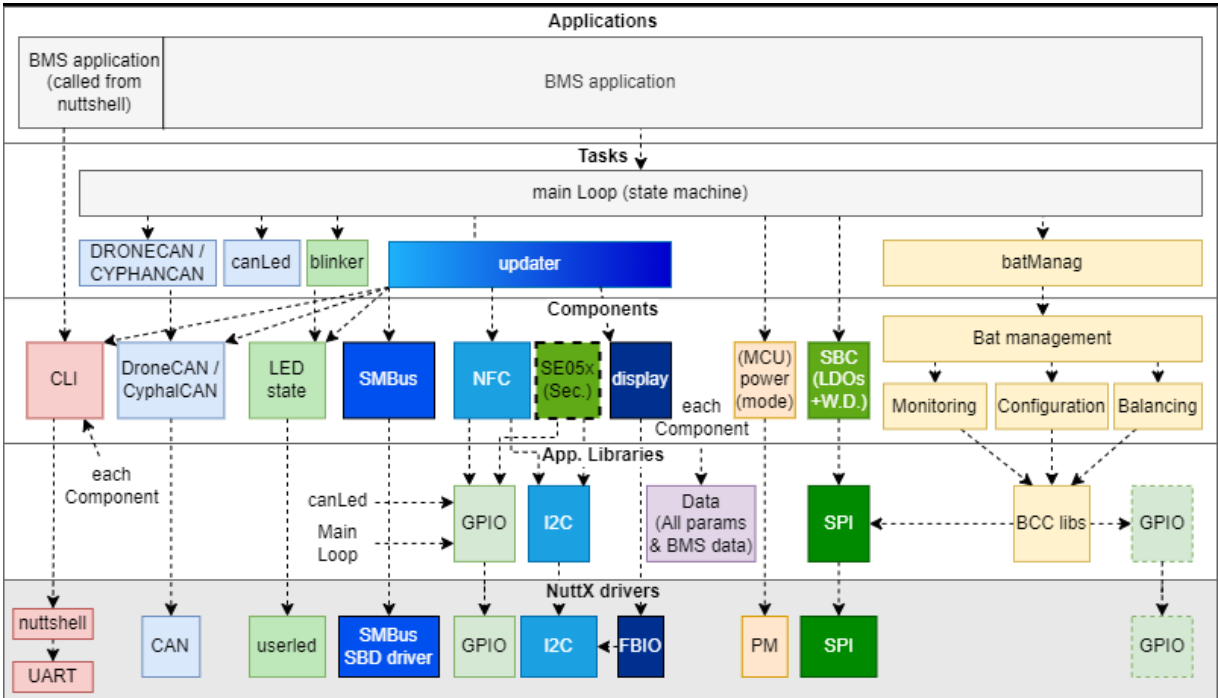 Applications
BMS application
(called from
nuttshell)
BMS application
Tasks
main Loop (state machine)
DRONECAN /
CYPHANCAN
canLed
blinker
updater
batManag
Components
CLI
DroneCAN /
CyphalCAN
LED
state
SMBus
NFC
SE05x
(Sec.)
display
each
Component
(MCU)
power
(mode)
SBC
(LDOs
+W.D.)
Bat management
Monitoring
Configuration
Balancing
App. Libraries
each
Component
canLed
Main
Loop
GPIO
I2C
Data
(All params
& BMS data)
SPI
BCC libs
GPIO
NuttX drivers
nuttshell
UART
CAN
userled
SMBus
SBD driver
GPIO
I2C
FBIO
PM
SPI
GPIO